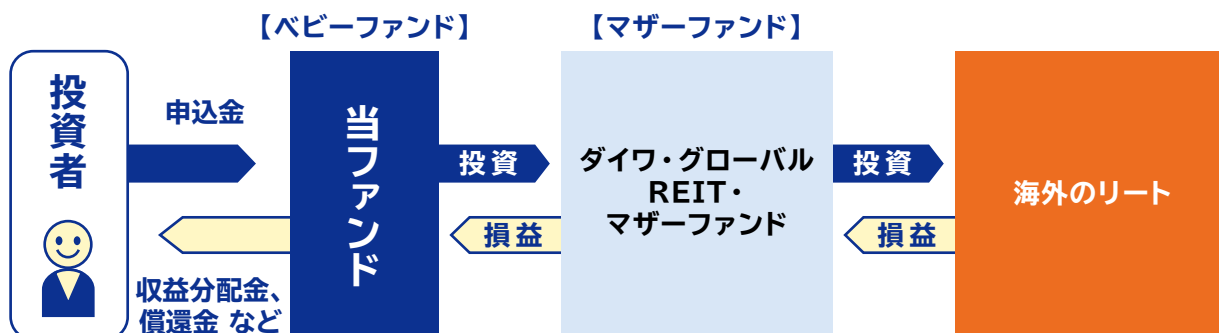 【ベビーファンド】
【マザーファンド】
投資者
申込金
当ファンド
投資
ダイワ・グローバル
REIT・
マザーファンド
投資
海外のリート
損益
損益
収益分配金、
償還金 など